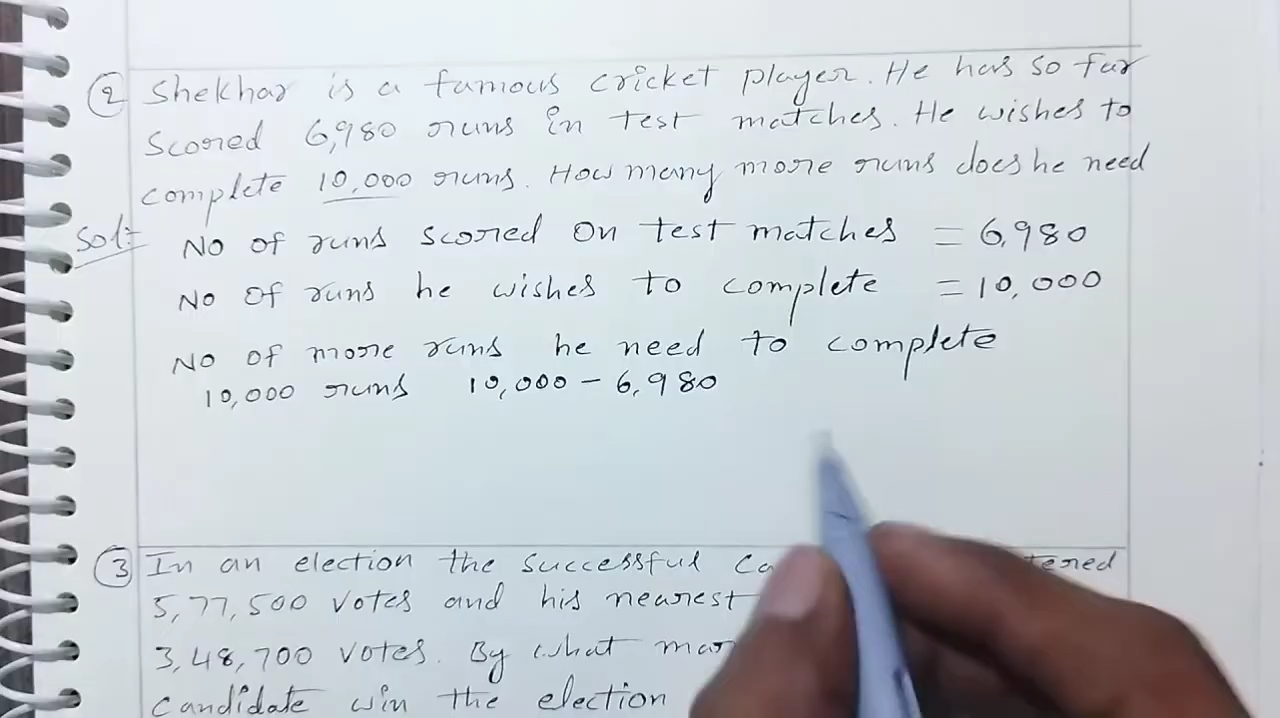 ② Shekhar is a famous cricket player. He has so far
scored 6,980 runs in test matches. He wishes to
complete 10,000 runs. How many more runs does he need
Sol:- No of runs scored on test matches = 6,980
No of runs he wishes to complete = 10,000
No of more runs he need to complete
10,000 runs 10,000 - 6,980
③ In an election the successful
5,77,500 votes and his nearest
3,48,700 votes. By what
candidate win the election